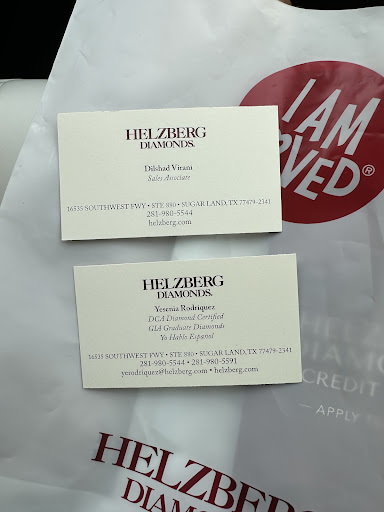 I AM
VED®
HELZBERG
DIAMONDS.
Dilshad Virani
Sales Associate
16535 SOUTHWEST FWY • STE 880 • SUGAR LAND, TX 77479-2341
281-980-5544
helzberg.com
HELZBERG
DIAMONDS.
Yesenia Rodriquez
DCA Diamond Certified
GIA Graduate Diamonds
Yo Hablo Espanol
16535 SOUTHWEST FWY • STE 880 • SUGAR LAND, TX 77479-2341
281-980-5544 • 281-980-5591
yerodriquez@helzberg.com • helzberg.com
CREDIT
— APPLY
HELZBERG
DIAMONDS